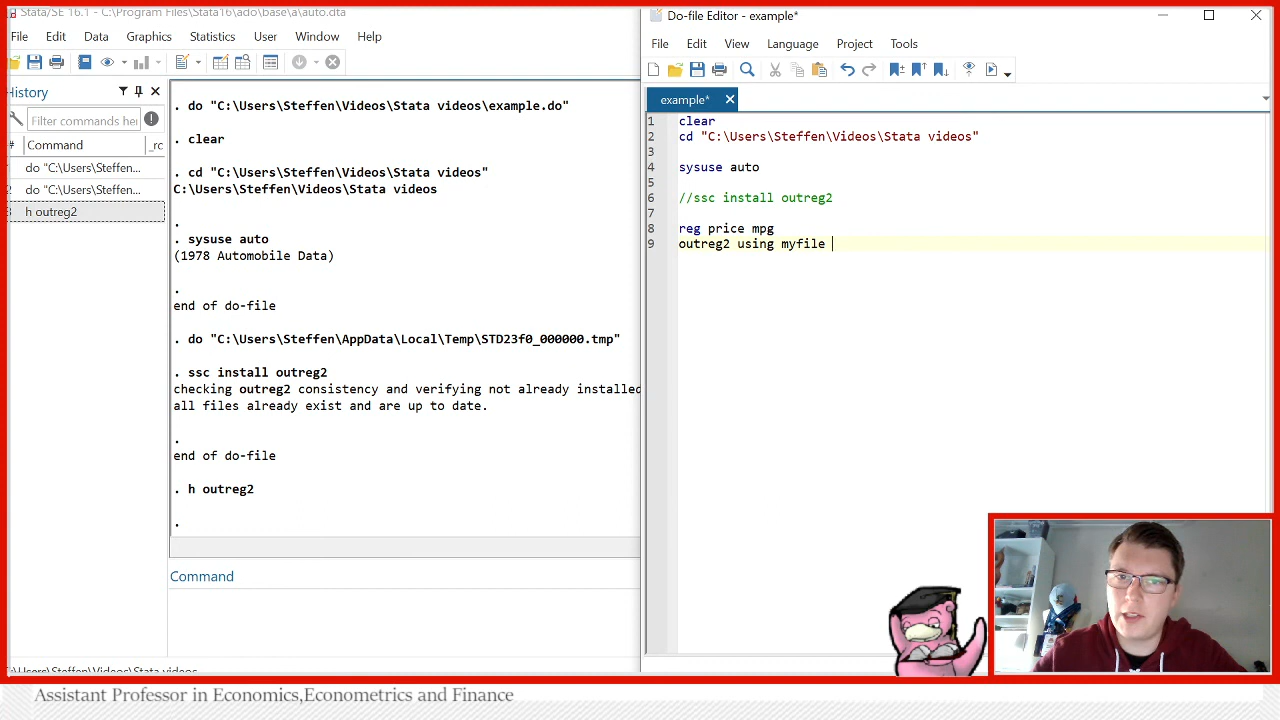 Stata/SE 16.1 - C:\Program Files\Stata16\ado\base\a\auto.dta
File Edit Data Graphics Statistics User Window Help
History
Filter commands her
# Command _rc
do "C:\Users\Steffen...
2 do "C:\Users\Steffen...
3 h outreg2
. do "C:\Users\Steffen\Videos\Stata videos\example.do"
. clear
. cd "C:\Users\Steffen\Videos\Stata videos"
C:\Users\Steffen\Videos\Stata videos
.
. sysuse auto
(1978 Automobile Data)
.
end of do-file
. do "C:\Users\Steffen\AppData\Local\Temp\STD23f0_000000.tmp"
. ssc install outreg2
checking outreg2 consistency and verifying not already installed
all files already exist and are up to date.
.
end of do-file
. h outreg2
.
Command
Do-file Editor - example*
File Edit View Language Project Tools
example*
1 clear
2 cd "C:\Users\Steffen\Videos\Stata videos"
3
4 sysuse auto
5
6 //ssc install outreg2
7
8 reg price mpg
9 outreg2 using myfile
Assistant Professor in Economics,Econometrics and Finance